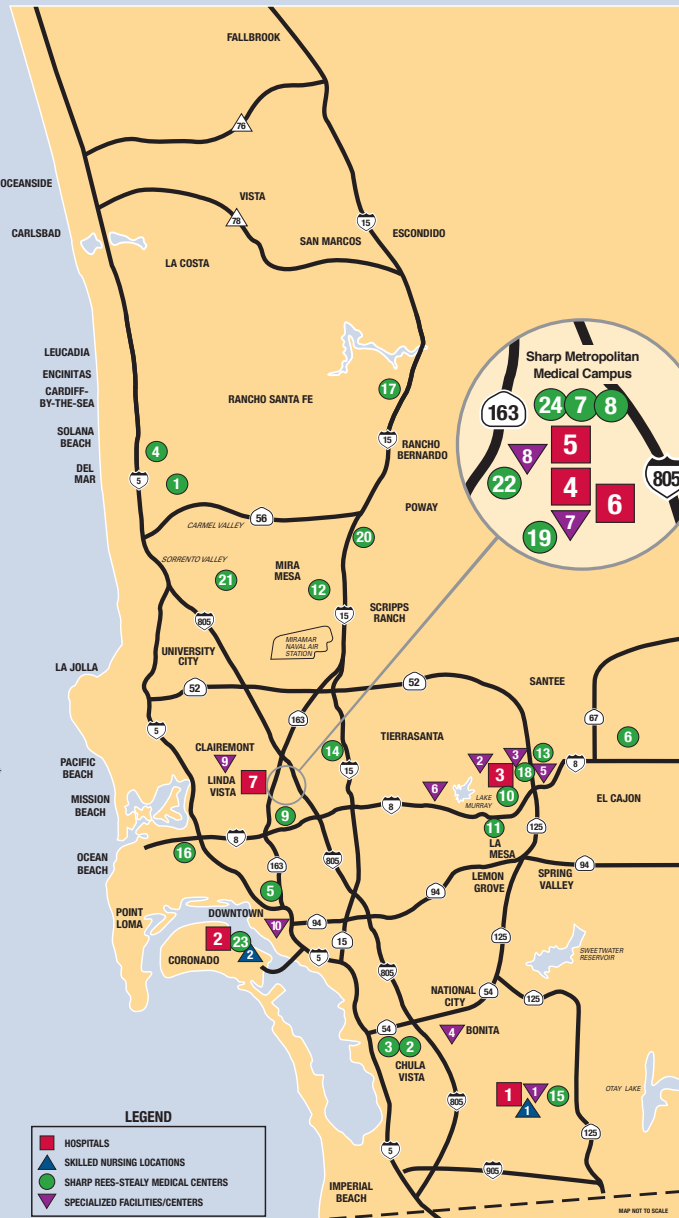 FALLBROOK
76
OCEANSIDE
VISTA
78
15
CARLSBAD
SAN MARCOS
ESCONDIDO
LA COSTA
LEUCADIA
ENCINITAS
CARDIFF-
BY-THE-SEA
RANCHO SANTA FE
17
SOLANA
BEACH
15
RANCHO
BERNARDO
4
DEL
MAR
5
1
POWAY
56
CARMEL VALLEY
20
Sharp Metropolitan
Medical Campus
163
24
7
8
5
8
805
22
4
6
7
19
SORRENTO VALLEY
MIRA
MESA
21
12
805
15
SCRIPPS
RANCH
MIRAMAR
NAVAL AIR
STATION
UNIVERSITY
CITY
LA JOLLA
52
52
SANTEE
163
67
5
6
TIERRASANTA
CLAIREMONT
14
9
2
3
13
PACIFIC
BEACH
LINDA
VISTA
7
15
3
18
5
8
6
LAKE
MURRAY
10
EL CAJON
MISSION
BEACH
8
9
11
125
8
LA
MESA
OCEAN
BEACH
16
163
805
94
LEMON
GROVE
SPRING
VALLEY
94
5
POINT
LOMA
DOWNTOWN
10
94
2
23
15
125
CORONADO
2
5
SWEETWATER
RESERVOIR
805
NATIONAL
CITY
54
125
54
4
BONITA
3
2
CHULA
VISTA
1
1
15
OTAY LAKE
805
1
125
5
905
IMPERIAL
BEACH
LEGEND
HOSPITALS
SKILLED NURSING LOCATIONS
SHARP REES-STEALY MEDICAL CENTERS
SPECIALIZED FACILITIES/CENTERS
MAP NOT TO SCALE